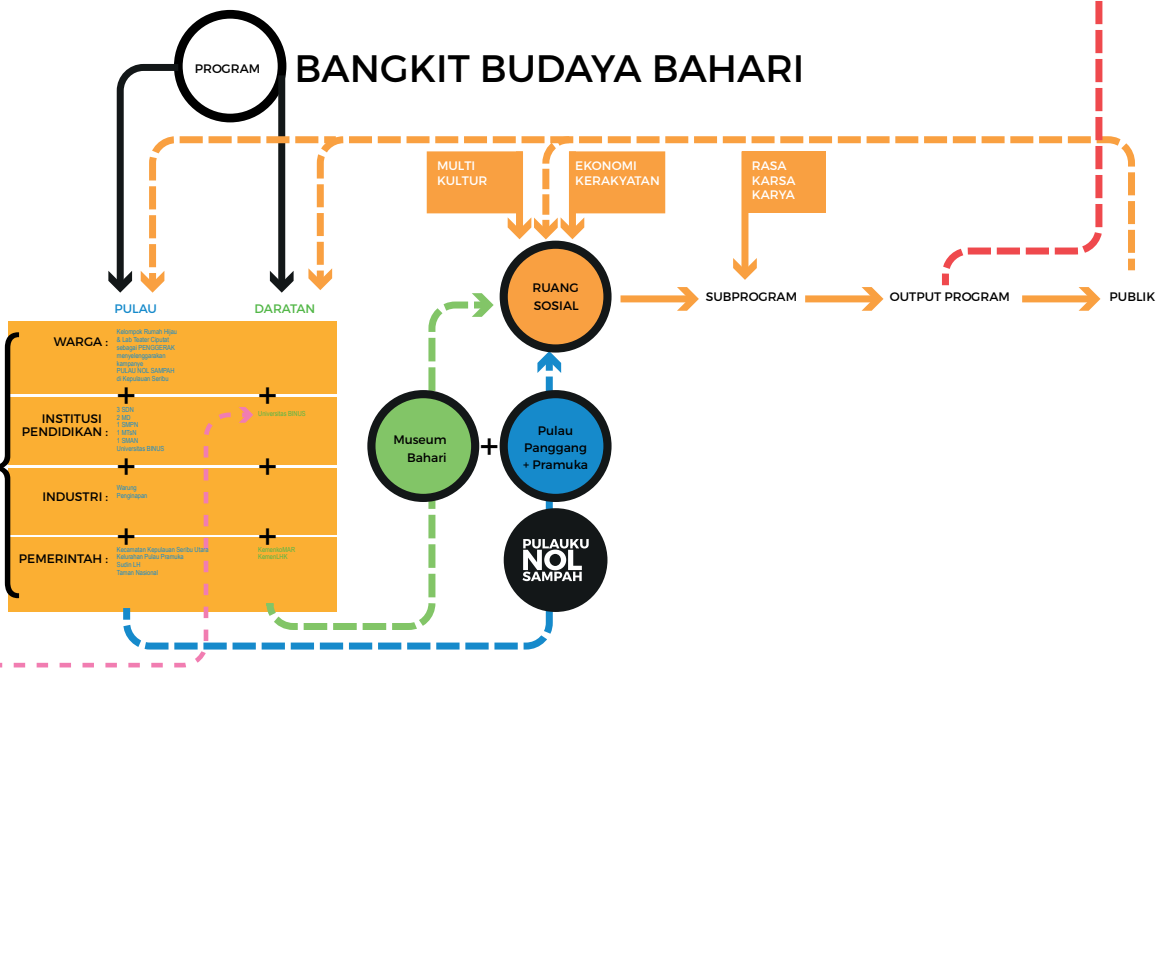 PROGRAM
BANGKIT BUDAYA BAHARI
MULTI
KULTUR
EKONOMI
KERAKYATAN
RASA
KARSA
KARYA
PULAU
DARATAN
RUANG
SOSIAL
SUBPROGRAM
OUTPUT PROGRAM
PUBLIK
WARGA :
Kelompok Rumah Hijau
& Lab Teater Ciputat
sebagai PENGGERAK
menyelenggarakan
kempanye
PULAU NOL SAMPAH
di Kepulauan Seribu
+
+
INSTITUSI
PENDIDIKAN :
3 SDN
2 MD
1 SMPN
1 MTsN
1 SMAN
Universitas BINUS
Universitas BINUS
+
+
INDUSTRI :
Warung
Penginapan
+
+
PEMERINTAH :
Kecamatan Kepulauan Seribu Utara
Kelurahan Pulau Pramuka
Sudin LH
Taman Nasional
KemenkoMAR
KemenLHK
Museum
Bahari
+
Pulau
Panggang
+ Pramuka
PULAUKU
NOL
SAMPAH